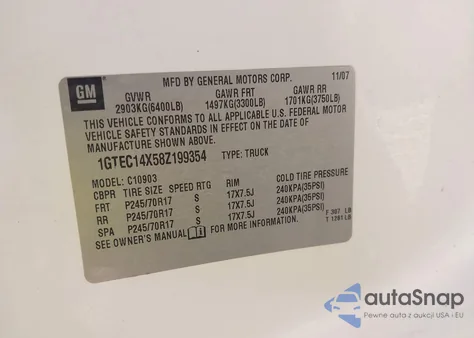 GM
MFD BY GENERAL MOTORS CORP. 11/07
GVWR GAWR FRT GAWR RR
2903KG(6400LB) 1497KG(3300LB) 1701KG(3750LB)
THIS VEHICLE CONFORMS TO ALL APPLICABLE U.S. FEDERAL MOTOR
VEHICLE SAFETY STANDARDS IN EFFECT ON THE DATE OF
MANUFACTURE SHOWN ABOVE.
1GTEC14X58Z199354 TYPE: TRUCK
MODEL: C10903
CBPR TIRE SIZE SPEED RTG RIM COLD TIRE PRESSURE
FRT P245/70R17 S 17X7.5J 240KPA(35PSI)
RR P245/70R17 S 17X7.5J 240KPA(35PSI)
SPA P245/70R17 S 17X7.5J 240KPA(35PSI)
SEE OWNER'S MANUAL FOR MORE INFORMATION.
F 307 LB
T 1281 LB
autaSnap
Pewne auta z aukcji USA i EU